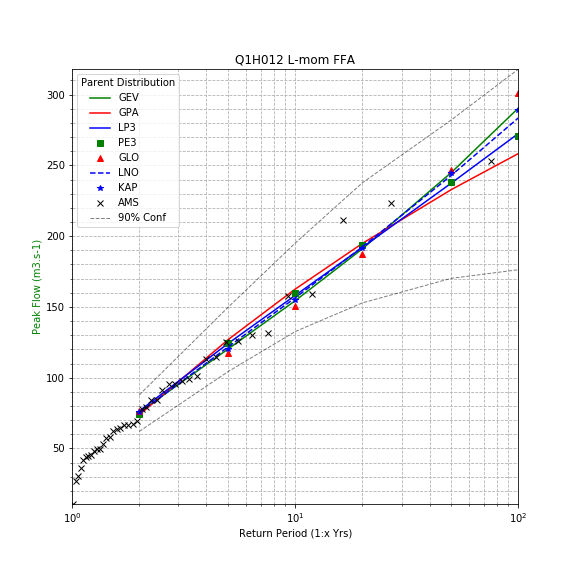 Q1H012 L-mom FFA
Parent Distribution
GEV
GPA
LP3
PE3
GLO
LNO
KAP
AMS
90% Conf
300
250
200
150
100
50
Peak Flow (m3.s-1)
10⁰
10¹
10²
Return Period (1:x Yrs)